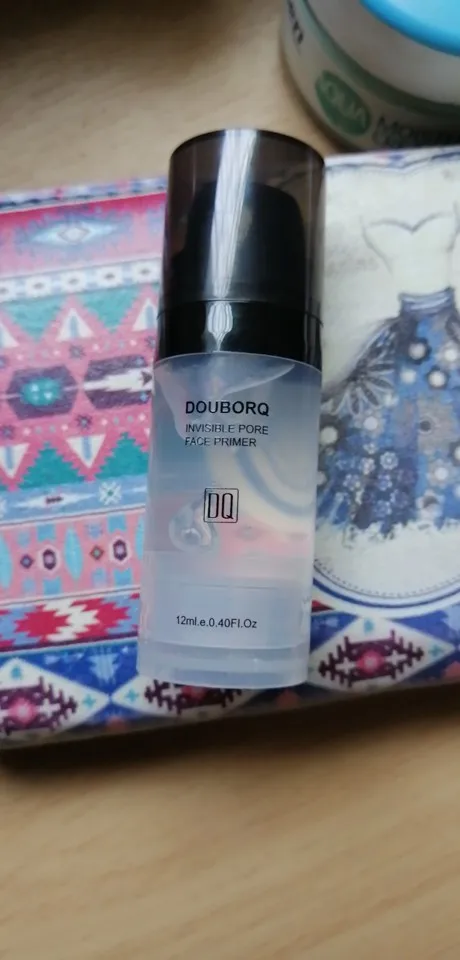 DOUBORQ
INVISIBLE PORE
FACE PRIMER
DQ
12ml.e.0.40Fl.Oz